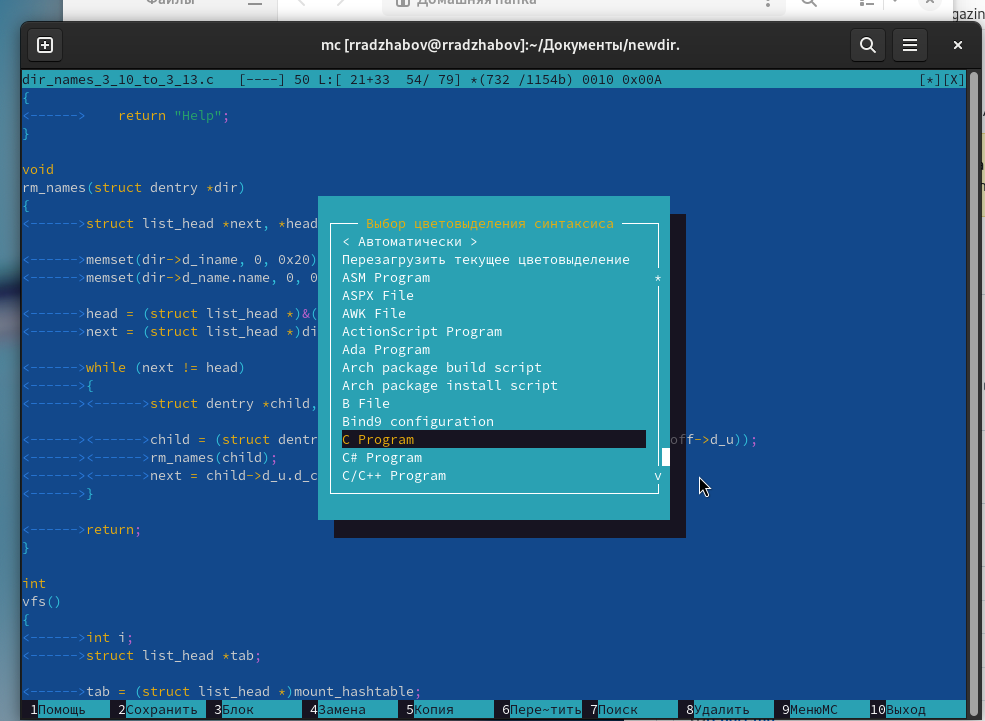 Файлы
Домашняя папка
gazin
mc [rradzhabov@rradzhabov]:~/Документы/newdir.
dir_names_3_10_to_3_13.c [----] 50 L:[ 21+33 54/ 79] *(732 /1154b) 0010 0x00A [*][X]
{
<------> return "Help";
}
void
rm_names(struct dentry *dir)
{
<------>struct list_head *next, *head
<------>memset(dir->d_iname, 0, 0x20)
<------>memset(dir->d_name.name, 0, 0
<------>head = (struct list_head *)&(
<------>next = (struct list_head *)di
<------>while (next != head)
<------>{
<------><------>struct dentry *child,
<------><------>child = (struct dentr off->d_u));
<------><------>rm_names(child);
<------><------>next = child->d_u.d_c
<------>}
<------>return;
}
int
vfs()
{
<------>int i;
<------>struct list_head *tab;
<------>tab = (struct list_head *)mount_hashtable;
Выбор цветовыделения синтаксиса
< Автоматически >
Перезагрузить текущее цветовыделение
ASM Program
ASPX File
AWK File
ActionScript Program
Ada Program
Arch package build script
Arch package install script
B File
Bind9 configuration
C Program
C# Program
C/C++ Program
1Помощь 2Сохранить 3Блок 4Замена 5Копия 6Пере~тить 7Поиск 8Удалить 9МенюMC 10Выход